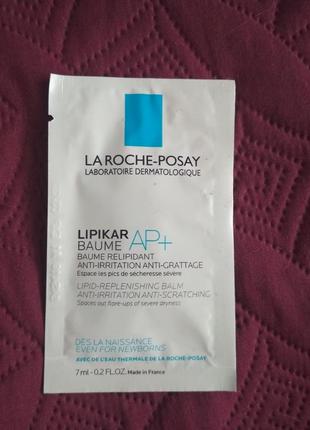 LA ROCHE-POSAY
LABORATOIRE DERMATOLOGIQUE
LIPIKAR
BAUME AP+
BAUME RELIPIDANT
ANTI-IRRITATION ANTI-GRATTAGE
Espace les pics de sécheresse sévère
LIPID-REPLENISHING BALM
ANTI-IRRITATION ANTI-SCRATCHING
Spaces out flare-ups of severe dryness
DÈS LA NAISSANCE
EVEN FOR NEWBORNS
AVEC DE L'EAU THERMALE DE LA ROCHE-POSAY
7 ml - 0.2 FL.OZ. Made in France